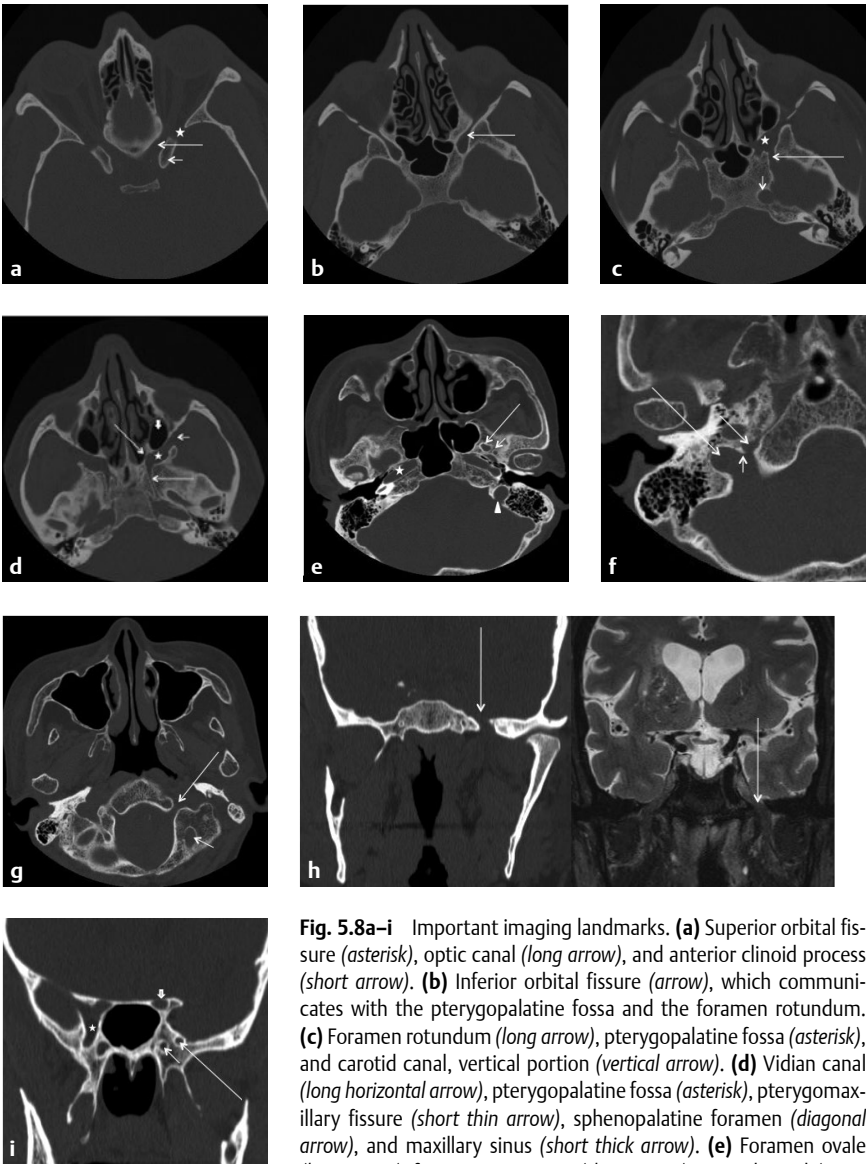 a
b
c
d
e
f
g
h
i
Fig. 5.8a–i Important imaging landmarks. (a) Superior orbital fis-
sure (asterisk), optic canal (long arrow), and anterior clinoid process
(short arrow). (b) Inferior orbital fissure (arrow), which communi-
cates with the pterygopalatine fossa and the foramen rotundum.
(c) Foramen rotundum (long arrow), pterygopalatine fossa (asterisk),
and carotid canal, vertical portion (vertical arrow). (d) Vidian canal
(long horizontal arrow), pterygopalatine fossa (asterisk), pterygomax-
illary fissure (short thin arrow), sphenopalatine foramen (diagonal
arrow), and maxillary sinus (short thick arrow). (e) Foramen ovale